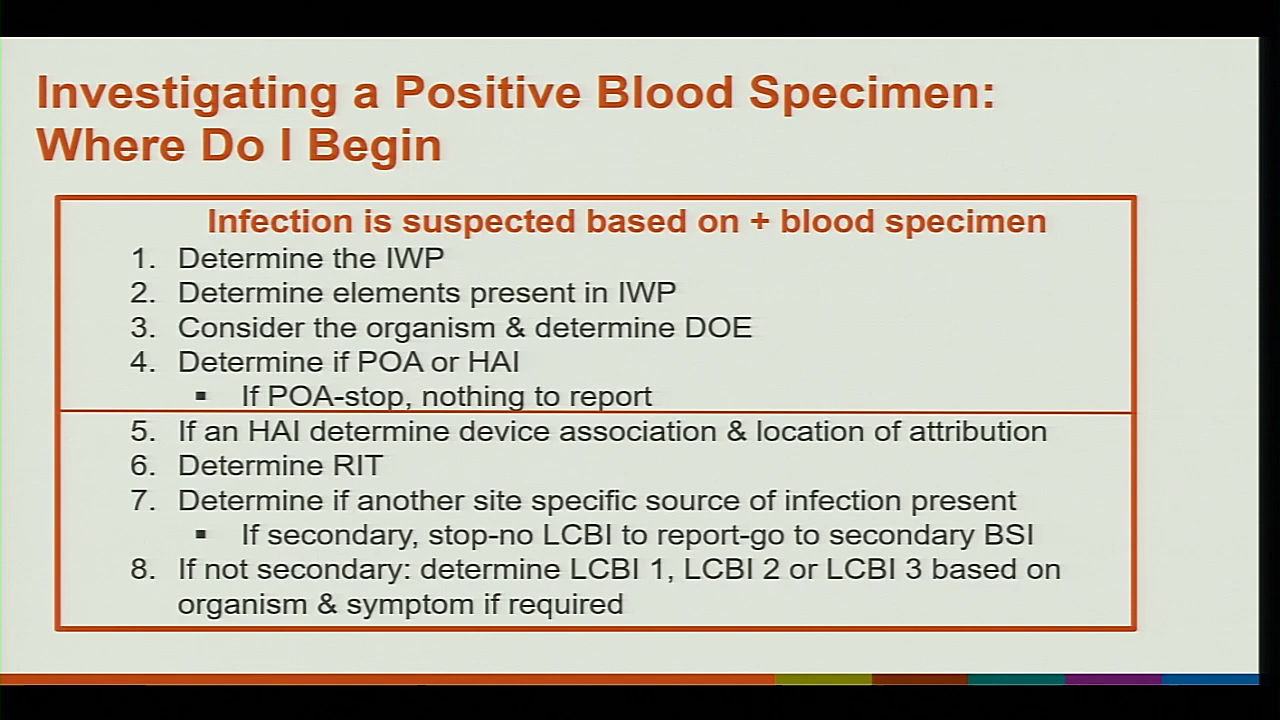 Investigating a Positive Blood Specimen:
Where Do I Begin
Infection is suspected based on + blood specimen
1. Determine the IWP
2. Determine elements present in IWP
3. Consider the organism & determine DOE
4. Determine if POA or HAI
▪ If POA-stop, nothing to report
5. If an HAI determine device association & location of attribution
6. Determine RIT
7. Determine if another site specific source of infection present
▪ If secondary, stop-no LCBI to report-go to secondary BSI
8. If not secondary: determine LCBI 1, LCBI 2 or LCBI 3 based on
organism & symptom if required